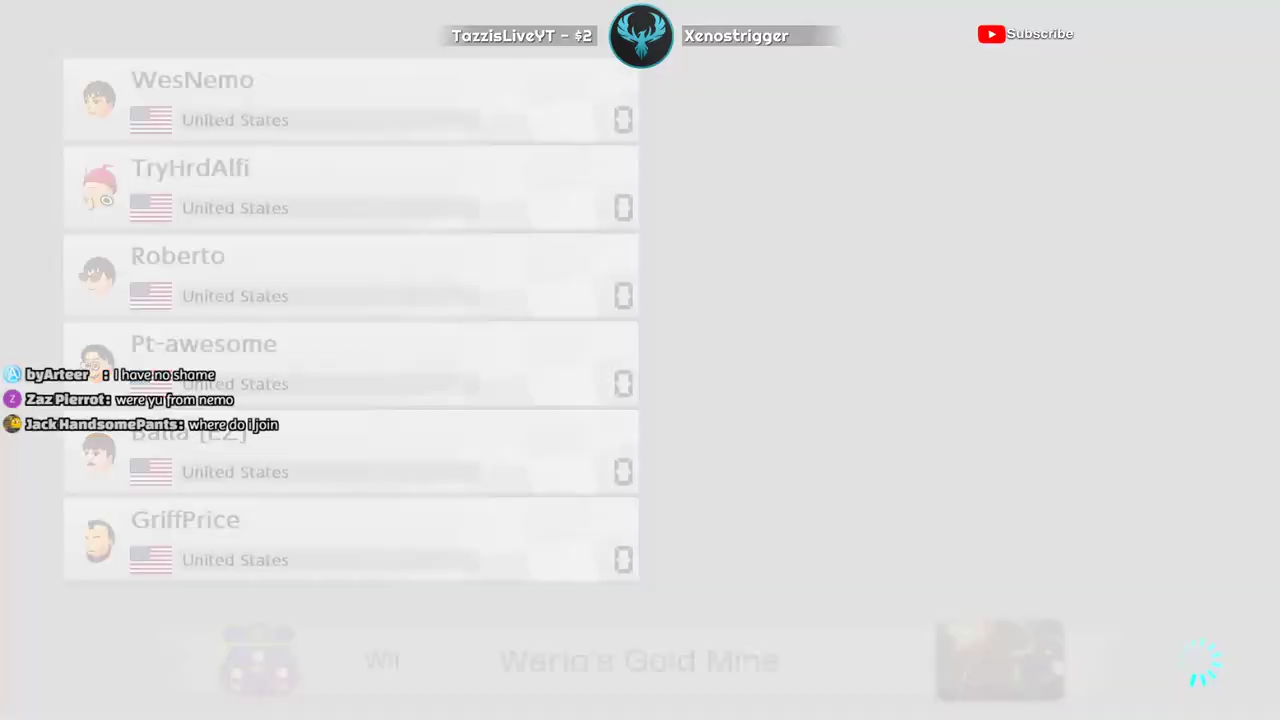 TazzisLiveYT - $2
Xenostrigger
Subscribe
WesNemo
United States
0
TryHrdAlfi
United States
0
Roberto
United States
0
Pt-awesome
United States
0
byArteer : I have no shame
Zaz Pierrot: were yu from nemo
Jack HandsomePants: where do i join
United States
0
GriffPrice
United States
0
Wii
Wario's Gold Mine